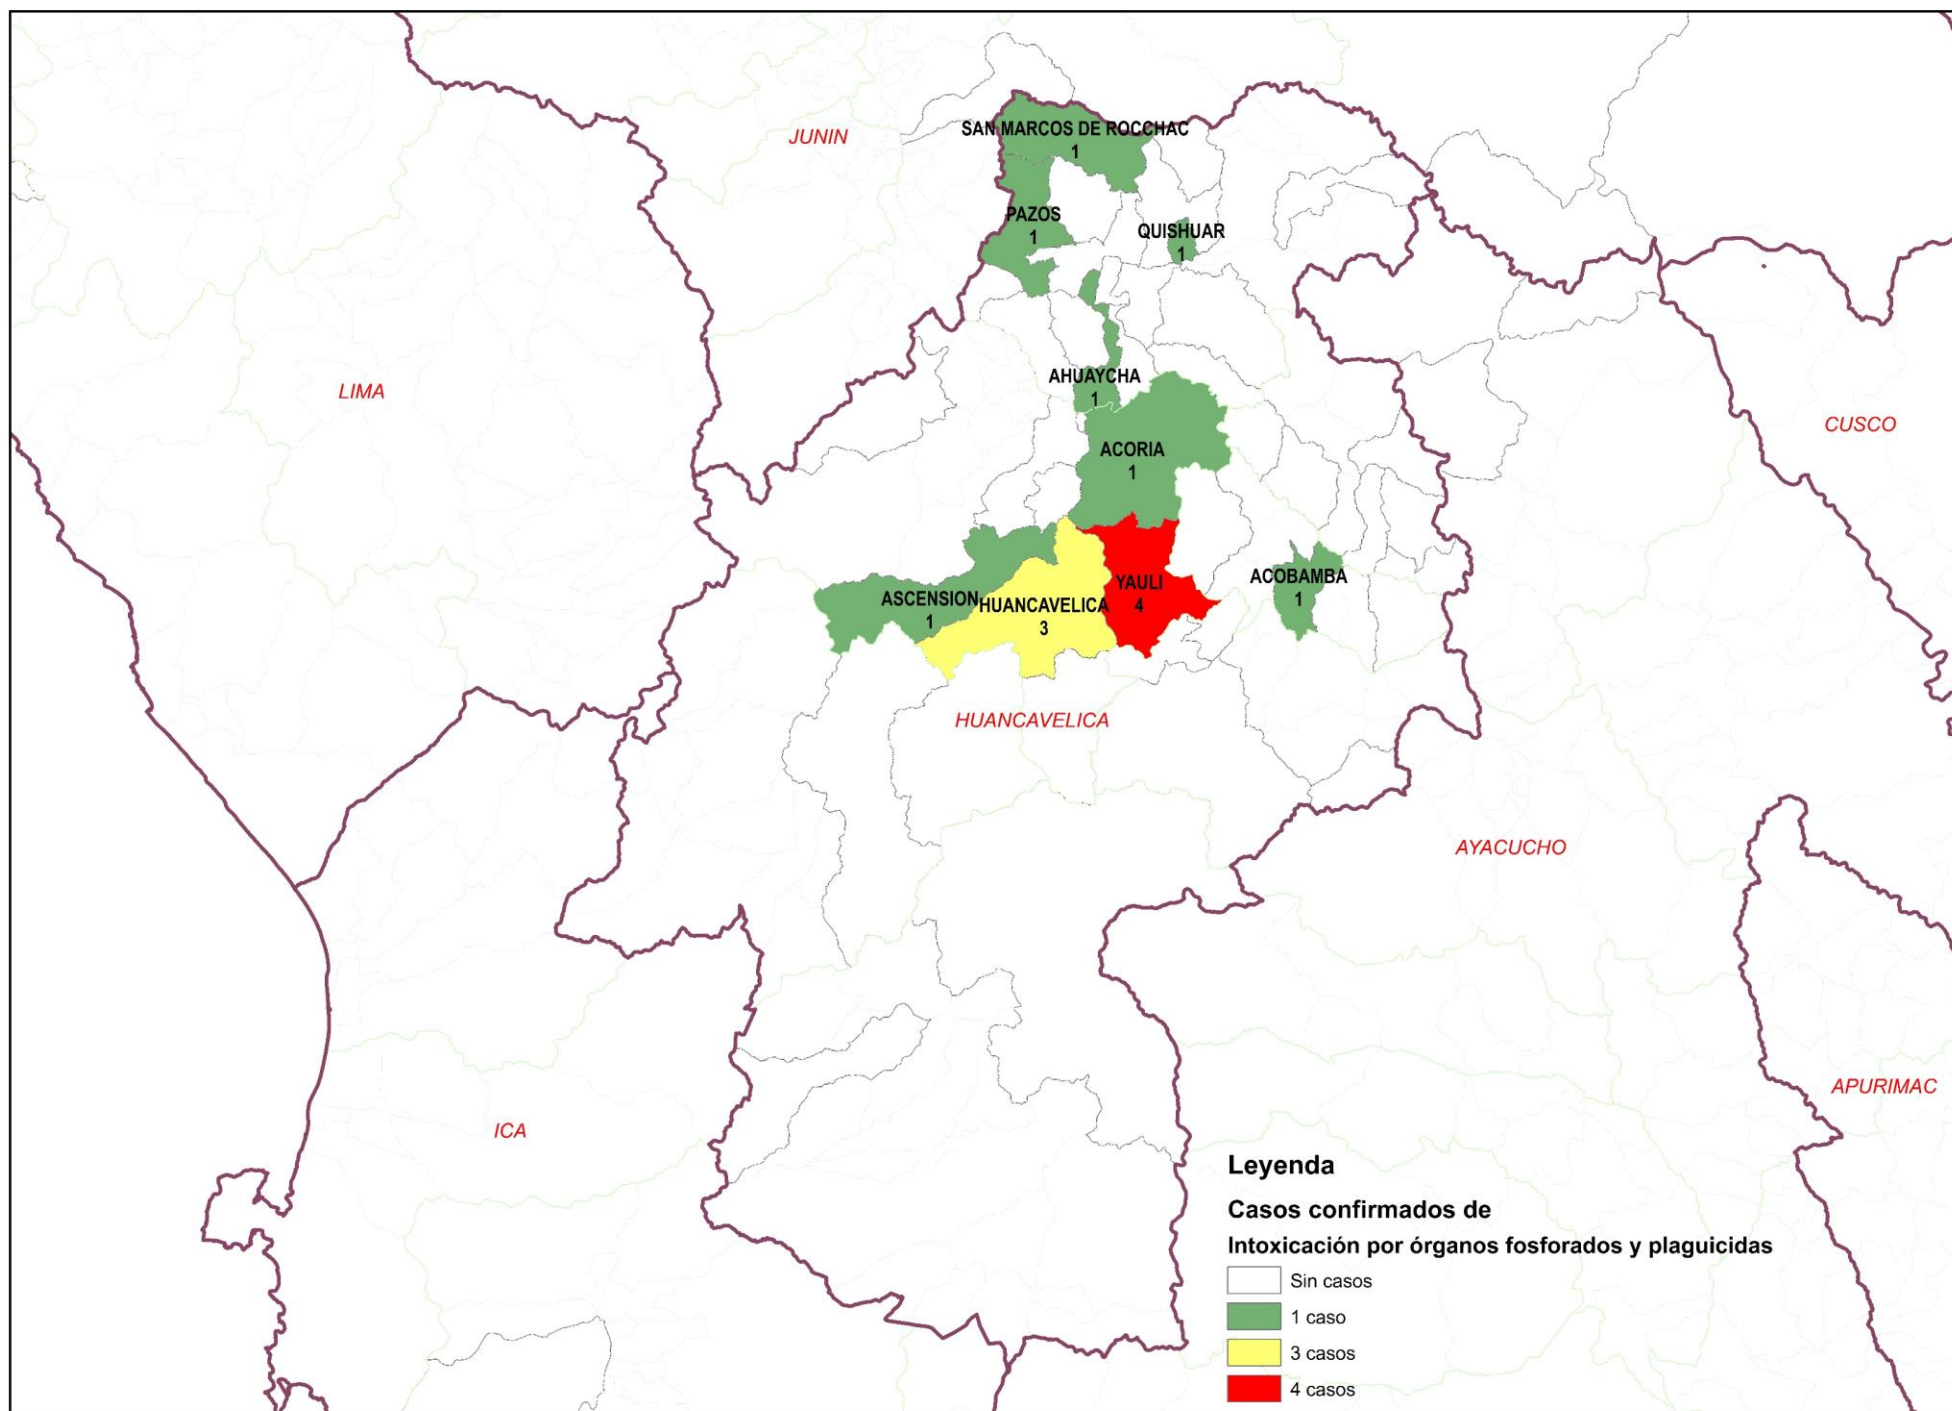 JUNIN
SAN MARCOS DE ROCCHAC
1
PAZOS
1
QUISHUAR
1
LIMA
AHUAYCHA
1
CUSCO
ACORIA
1
ASCENSION
1
HUANCAVELICA
3
YAULI
4
ACOBAMBA
1
HUANCAVELICA
AYACUCHO
APURIMAC
ICA
Leyenda
Casos confirmados de
Intoxicación por órganos fosforados y plaguicidas
Sin casos
1 caso
3 casos
4 casos